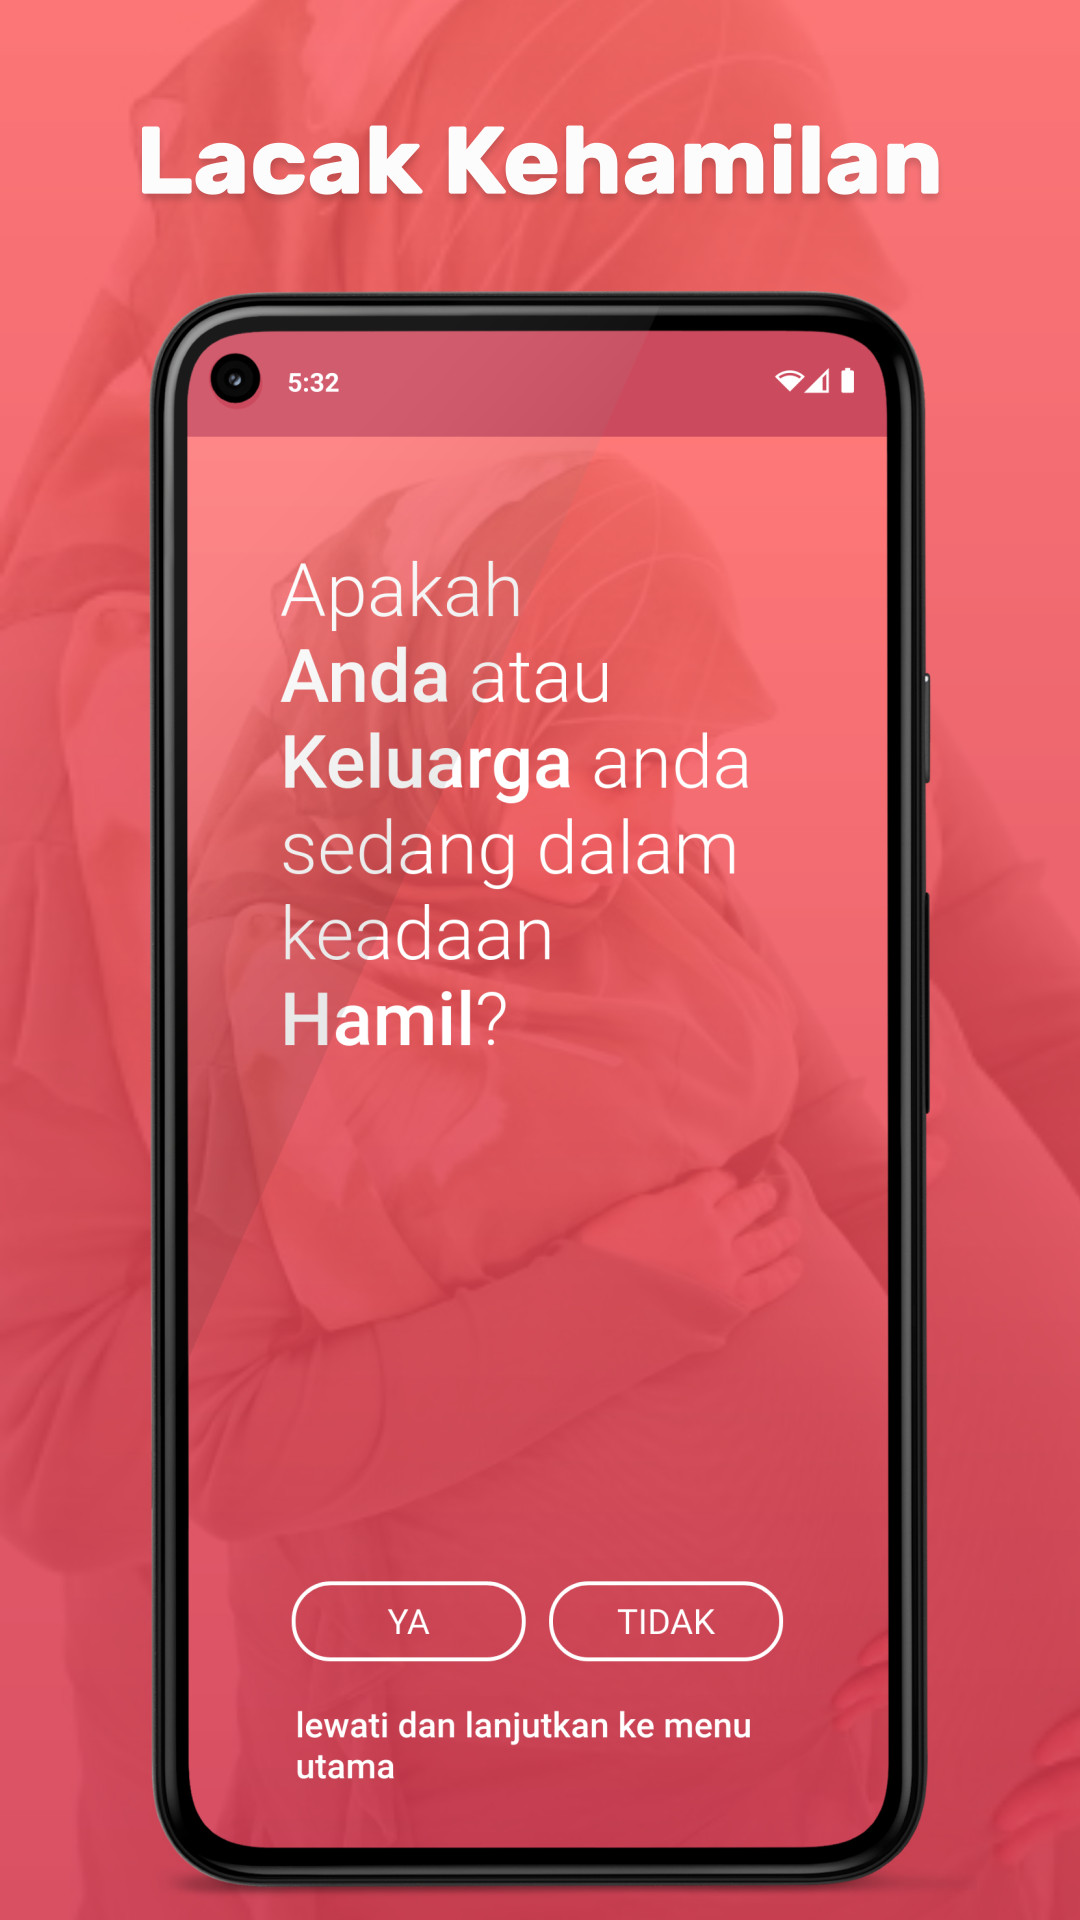 Lacak Kehamilan
5:32
Apakah
Anda atau
Keluarga anda
sedang dalam
keadaan
Hamil?
YA
TIDAK
lewati dan lanjutkan ke menu
utama